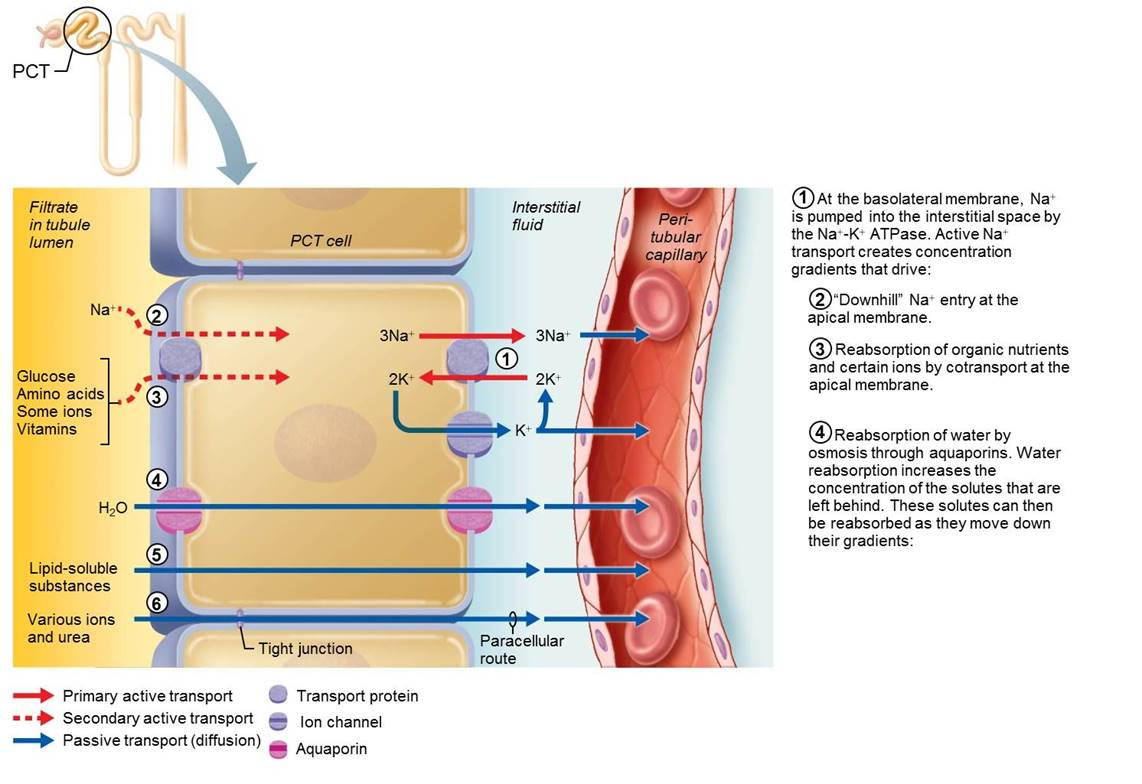 PCT
Filtrate
in tubule
lumen
PCT cell
Interstitial
fluid
Peri-
tubular
capillary
Na⁺
2
3Na⁺
3Na⁺
1
2K⁺
2K⁺
Glucose
Amino acids
Some ions
Vitamins
3
K⁺
4
H₂O
5
Lipid-soluble
substances
6
Various ions
and urea
Tight junction
Paracellular
route
Primary active transport
Secondary active transport
Passive transport (diffusion)
Transport protein
Ion channel
Aquaporin
1 At the basolateral membrane, Na⁺
is pumped into the interstitial space by
the Na⁺-K⁺ ATPase. Active Na⁺
transport creates concentration
gradients that drive:
2 “Downhill” Na⁺ entry at the
apical membrane.
3 Reabsorption of organic nutrients
and certain ions by cotransport at the
apical membrane.
4 Reabsorption of water by
osmosis through aquaporins. Water
reabsorption increases the
concentration of the solutes that are
left behind. These solutes can then
be reabsorbed as they move down
their gradients: